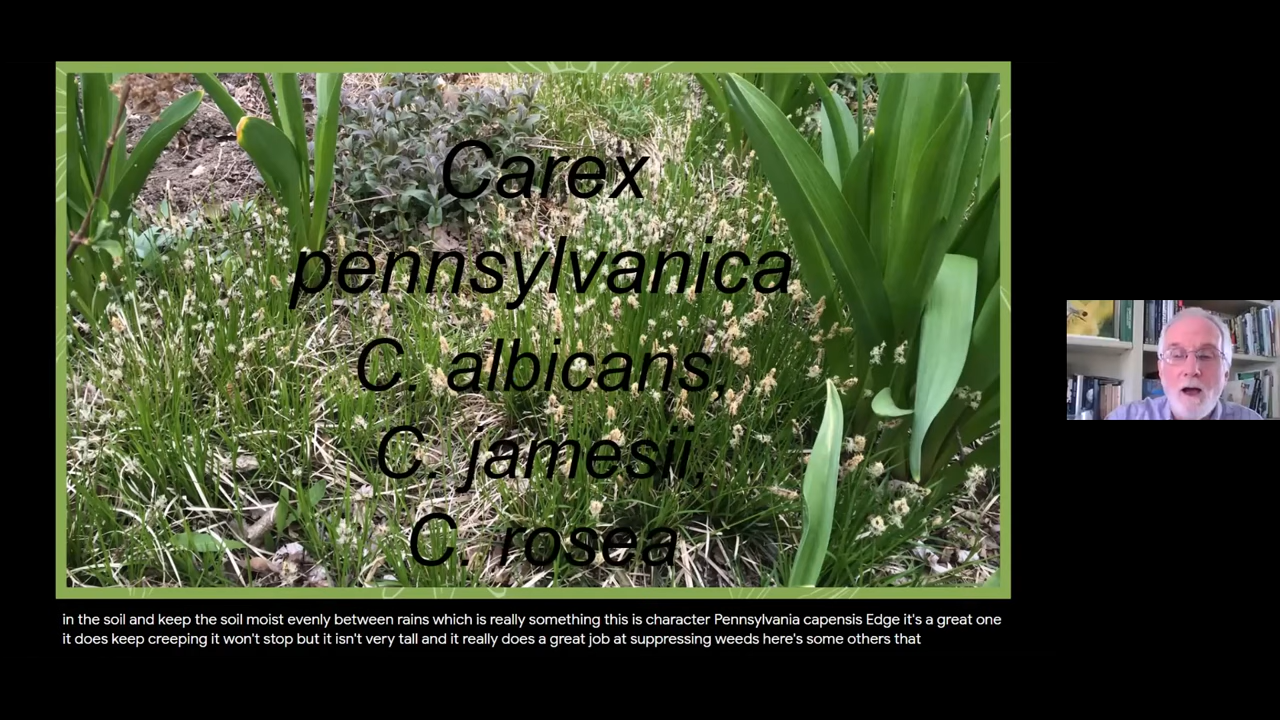 Carex
pennsylvanica
C. albicans,
C. jamesii,
C. rosea
in the soil and keep the soil moist evenly between rains which is really something this is character Pennsylvania capensis Edge it's a great one
it does keep creeping it won't stop but it isn't very tall and it really does a great job at suppressing weeds here's some others that